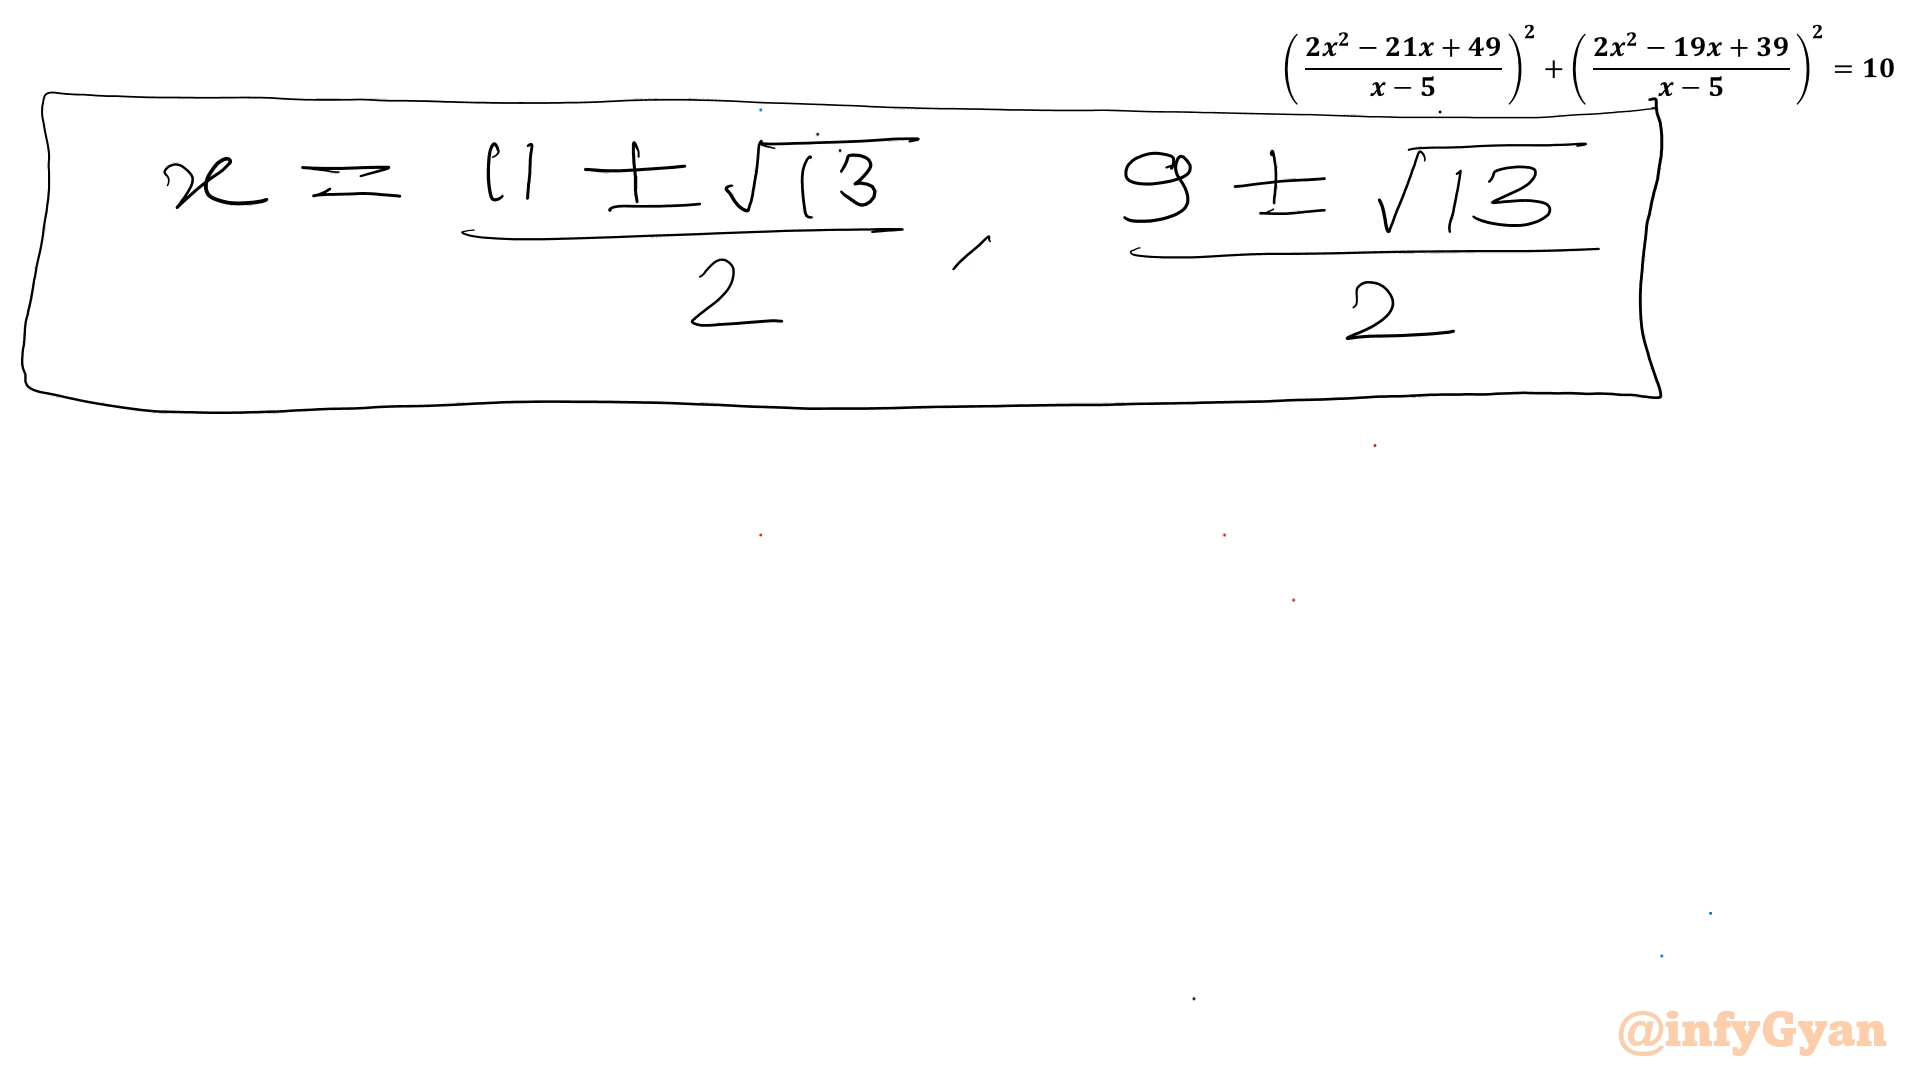 (2x² − 21x + 49 / x − 5)² + (2x² − 19x + 39 / x − 5)² = 10
x = 11 ± √13 / 2 , 9 ± √13 / 2
@infyGyan